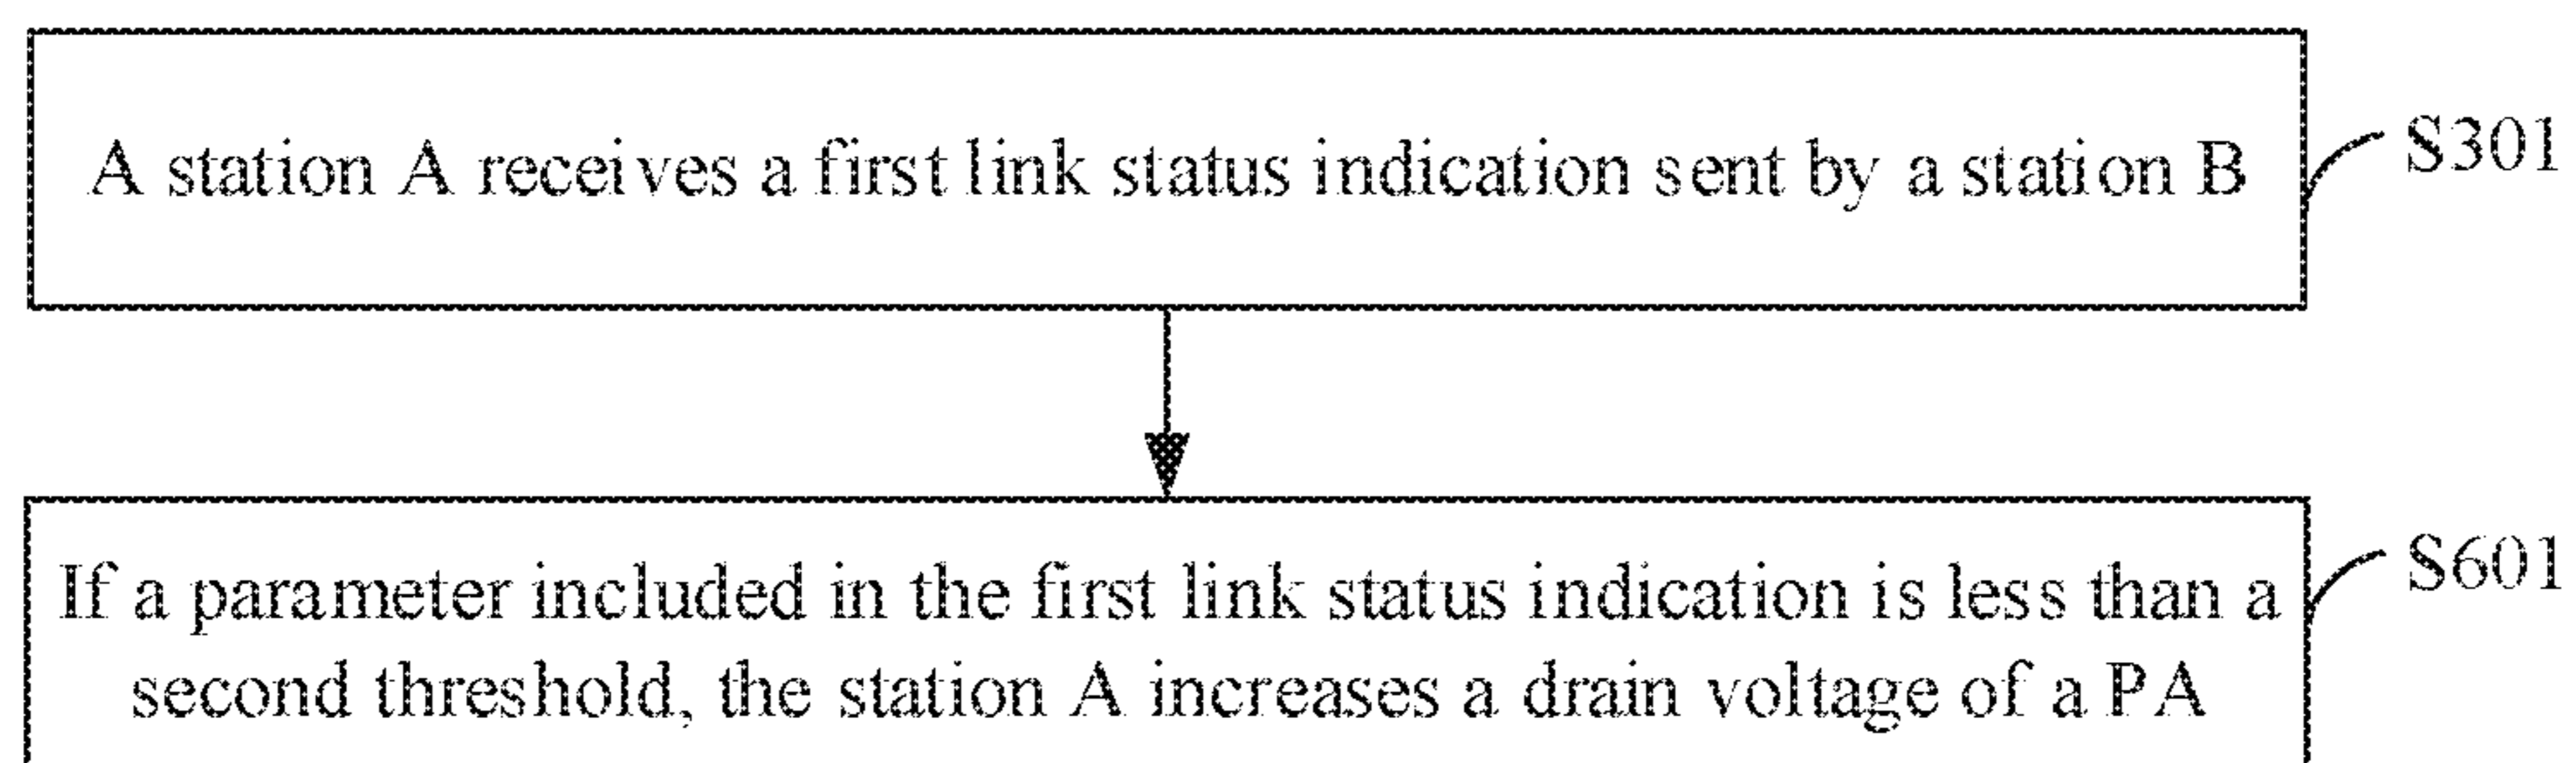 A station A receives a first link status indication sent by a station B
S301
If a parameter included in the first link status indication is less than a
second threshold, the station A increases a drain voltage of a PA
S601